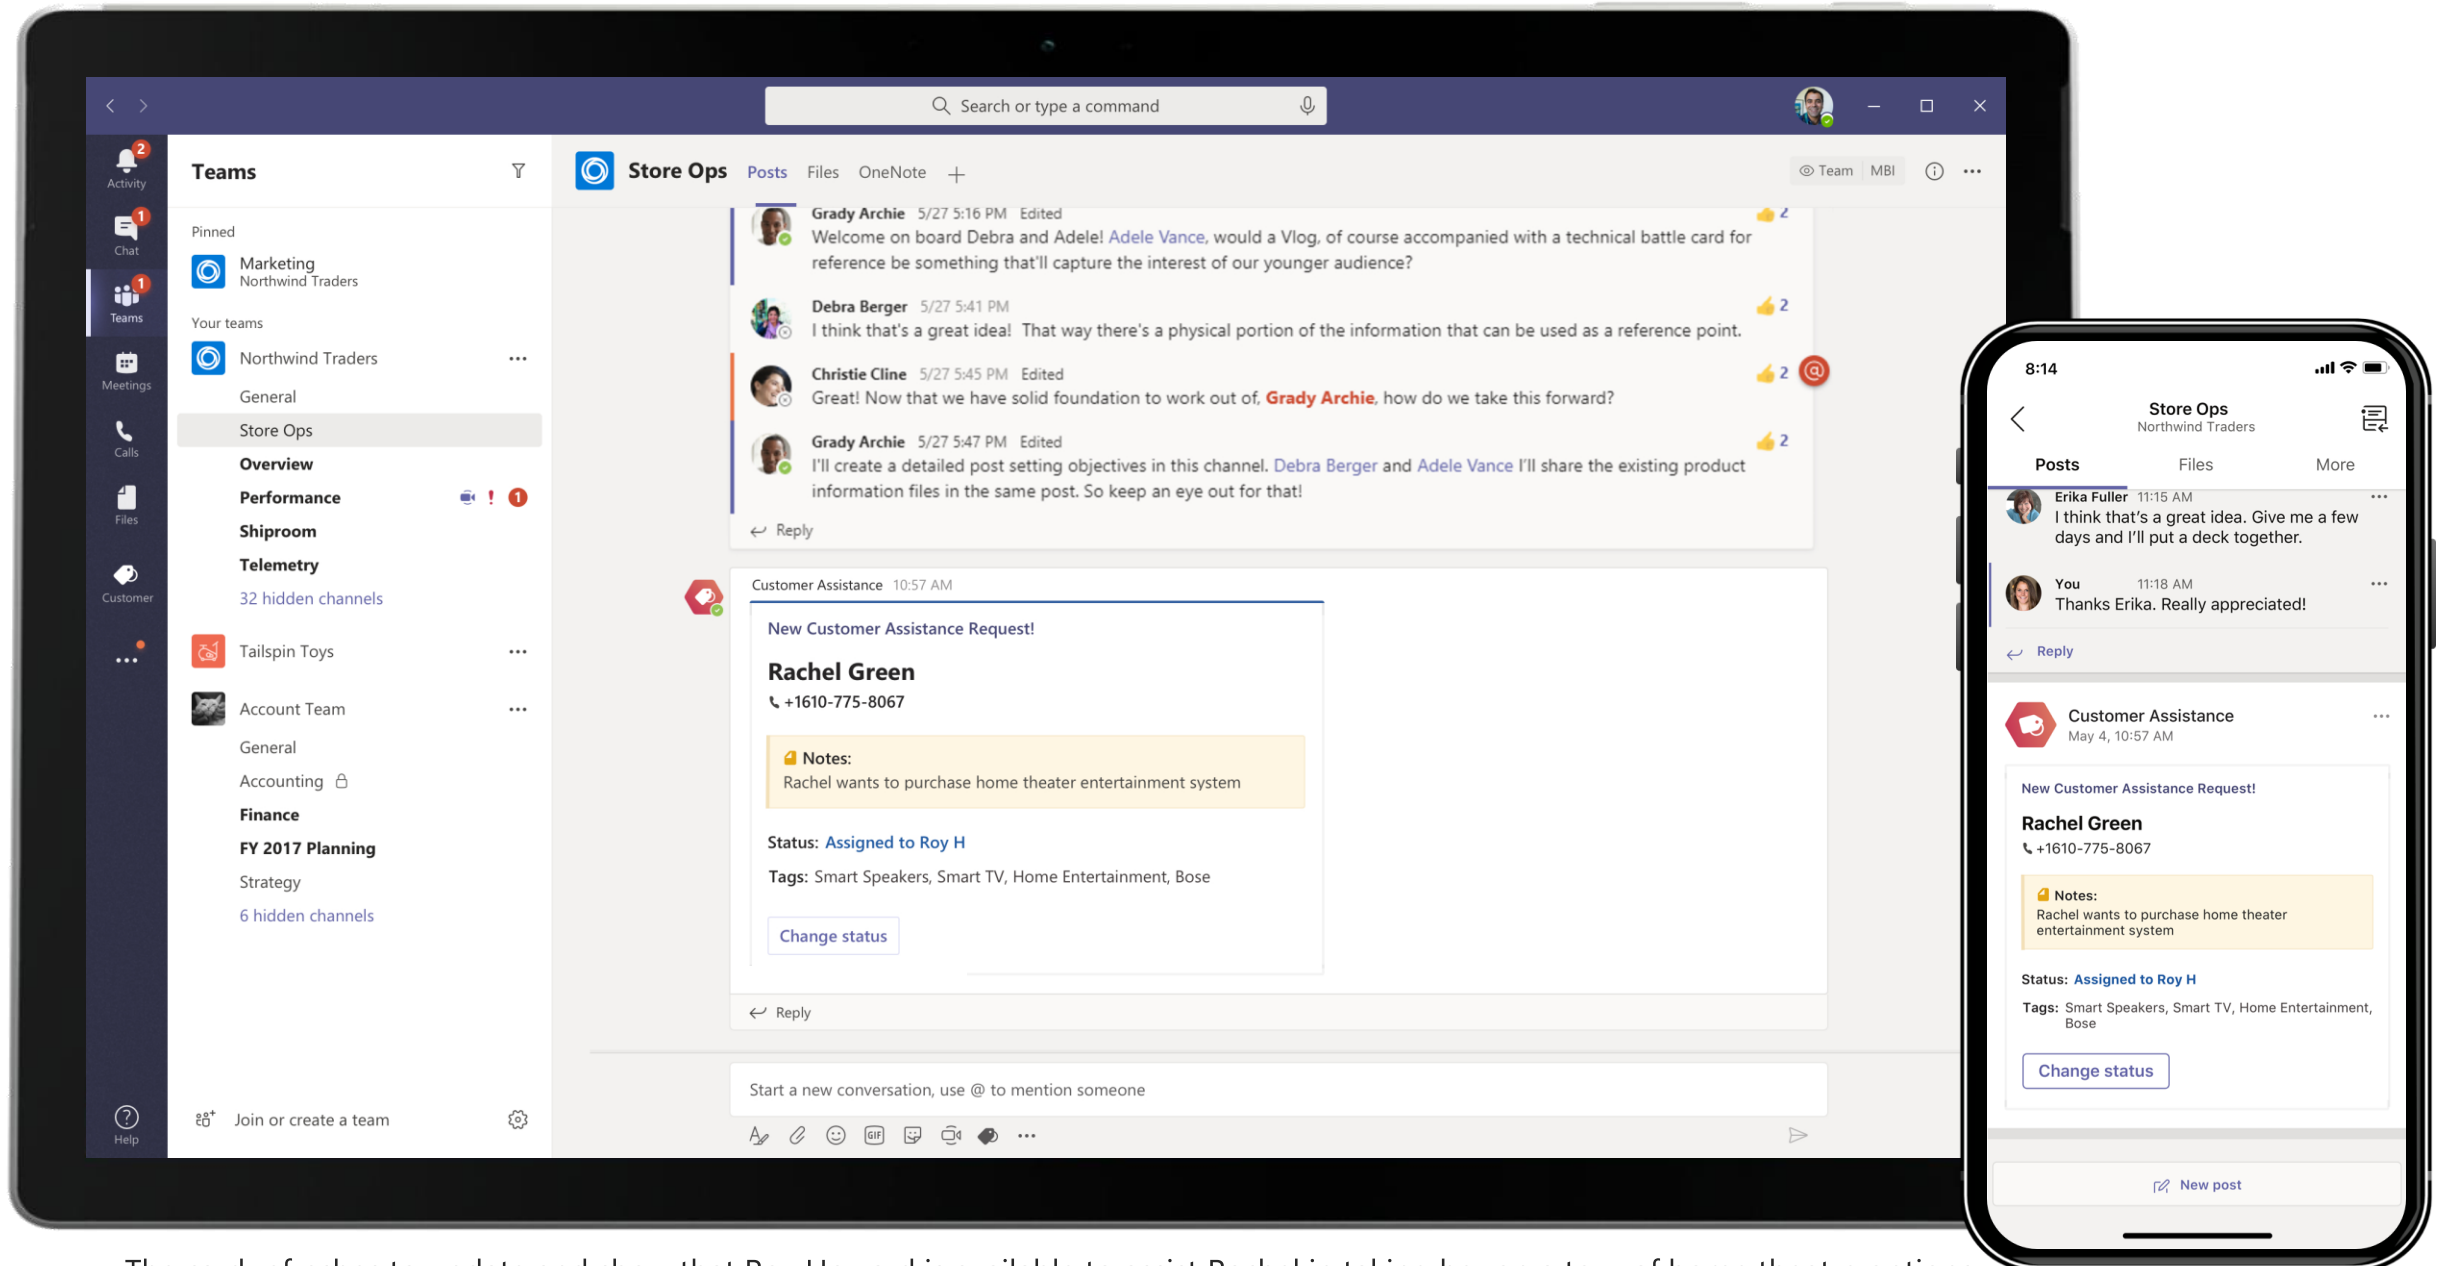 Search or type a command
2
Activity
1
Chat
1
Teams
Meetings
Calls
Files
Customer
Help
Teams
Pinned
Marketing
Northwind Traders
Your teams
Northwind Traders
General
Store Ops
Overview
Performance ! 1
Shiproom
Telemetry
32 hidden channels
Tailspin Toys
Account Team
General
Accounting
Finance
FY 2017 Planning
Strategy
6 hidden channels
Join or create a team
Store Ops Posts Files OneNote
Team MBI
Grady Archie 5/27 5:16 PM Edited 2
Welcome on board Debra and Adele! Adele Vance, would a Vlog, of course accompanied with a technical battle card for
reference be something that'll capture the interest of our younger audience?
Debra Berger 5/27 5:41 PM 2
I think that's a great idea! That way there's a physical portion of the information that can be used as a reference point.
Christie Cline 5/27 5:45 PM Edited 2 @
Great! Now that we have solid foundation to work out of, Grady Archie, how do we take this forward?
Grady Archie 5/27 5:47 PM Edited 2
I'll create a detailed post setting objectives in this channel. Debra Berger and Adele Vance I'll share the existing product
information files in the same post. So keep an eye out for that!
Reply
Customer Assistance 10:57 AM
New Customer Assistance Request!
Rachel Green
+1610-775-8067
Notes:
Rachel wants to purchase home theater entertainment system
Status: Assigned to Roy H
Tags: Smart Speakers, Smart TV, Home Entertainment, Bose
Change status
Reply
Start a new conversation, use @ to mention someone
GIF
8:14
Store Ops
Northwind Traders
Posts Files More
Erika Fuller 11:15 AM
I think that's a great idea. Give me a few
days and I'll put a deck together.
You 11:18 AM
Thanks Erika. Really appreciated!
Reply
Customer Assistance
May 4, 10:57 AM
New Customer Assistance Request!
Rachel Green
+1610-775-8067
Notes:
Rachel wants to purchase home theater
entertainment system
Status: Assigned to Roy H
Tags: Smart Speakers, Smart TV, Home Entertainment,
Bose
Change status
New post